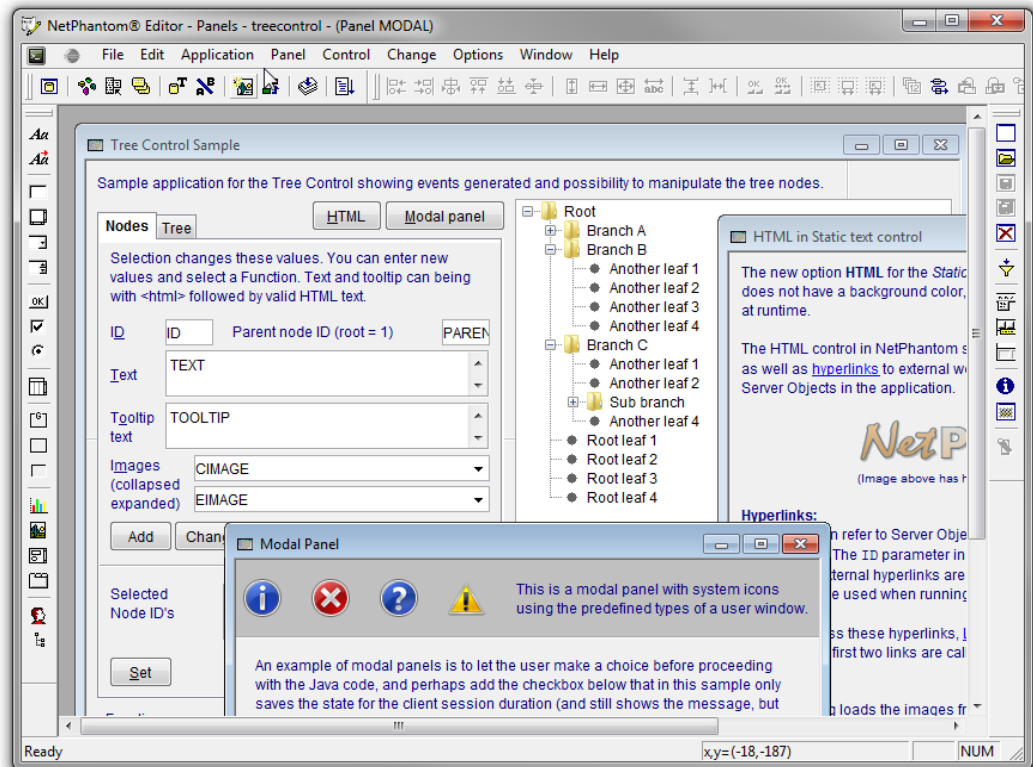 NetPhantom® Editor - Panels - treecontrol - (Panel MODAL)
File Edit Application Panel Control Change Options Window Help
Tree Control Sample
Sample application for the Tree Control showing events generated and possibility to manipulate the tree nodes.
Nodes Tree
HTML Modal panel
Selection changes these values. You can enter new
values and select a Function. Text and tooltip can being
with <html> followed by valid HTML text.
ID ID Parent node ID (root = 1) PAREN
Text TEXT
Tooltip
text
TOOLTIP
Images
(collapsed
expanded)
CIMAGE
EIMAGE
Add Chang
Selected
Node ID's
Set
Root
Branch A
Branch B
Another leaf 1
Another leaf 2
Another leaf 3
Another leaf 4
Branch C
Another leaf 1
Another leaf 2
Sub branch
Another leaf 4
Root leaf 1
Root leaf 2
Root leaf 3
Root leaf 4
HTML in Static text control
The new option HTML for the Static
does not have a background color,
at runtime.
The HTML control in NetPhantom s
as well as hyperlinks to external we
Server Objects in the application.
NetP
(Image above has h
Hyperlinks:
n refer to Server Obje
The ID parameter in
ternal hyperlinks are
e used when running
ss these hyperlinks,
first two links are call
g loads the images fr
Modal Panel
This is a modal panel with system icons
using the predefined types of a user window.
An example of modal panels is to let the user make a choice before proceeding
with the Java code, and perhaps add the checkbox below that in this sample only
saves the state for the client session duration (and still shows the message, but
Ready x,y=(-18,-187) NUM